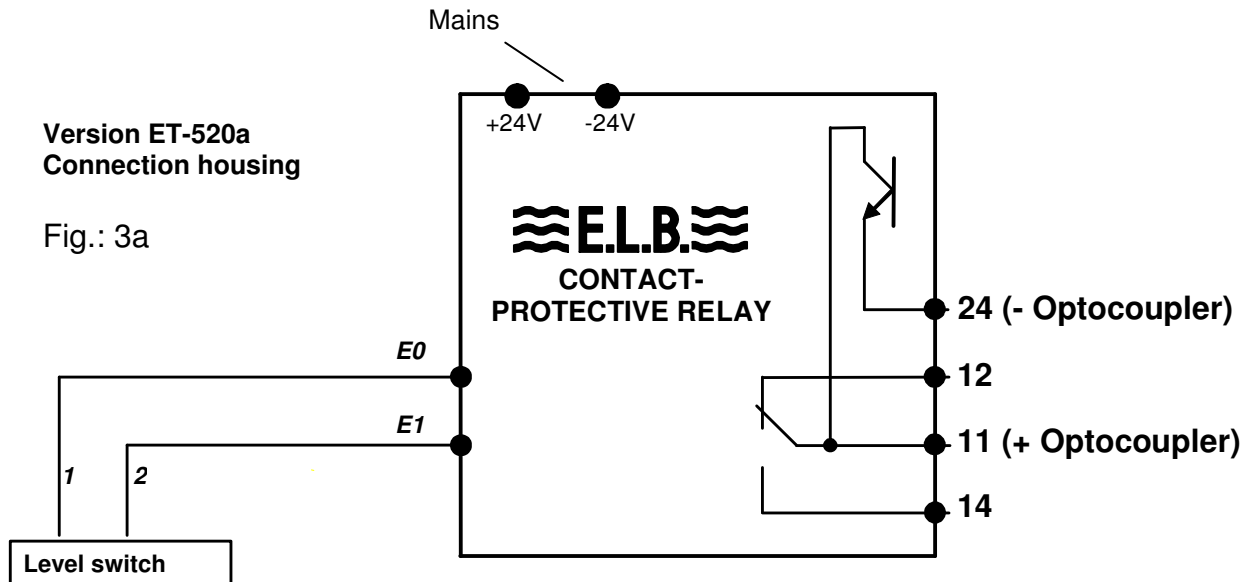 Mains
+24V -24V
Version ET-520a
Connection housing
Fig.: 3a
E.L.B.
CONTACT-
PROTECTIVE RELAY
24 (- Optocoupler)
E0
12
E1
11 (+ Optocoupler)
1 2
14
Level switch